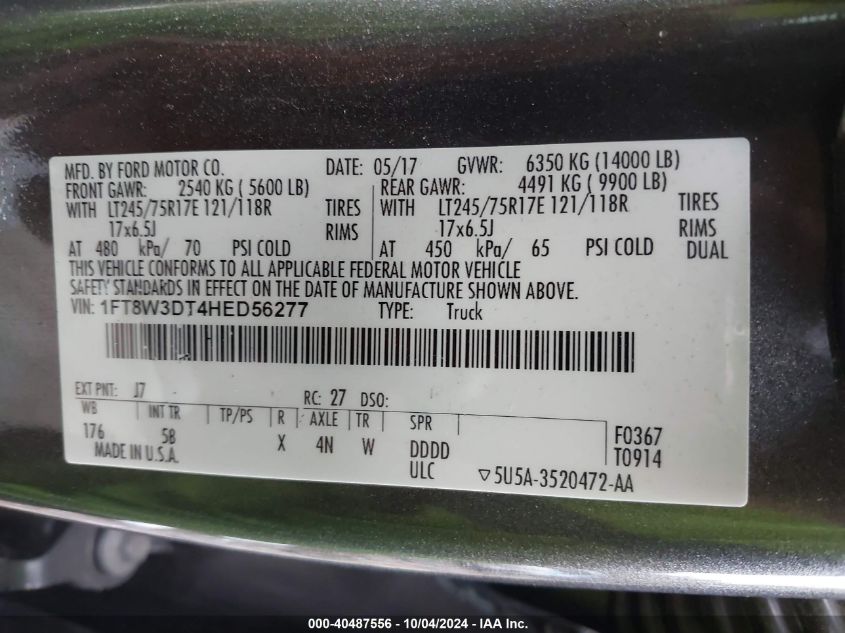 MFD. BY FORD MOTOR CO. DATE: 05/17 GVWR: 6350 KG (14000 LB)
FRONT GAWR: 2540 KG ( 5600 LB) REAR GAWR: 4491 KG ( 9900 LB)
WITH LT245/75R17E 121/118R TIRES WITH LT245/75R17E 121/118R TIRES
17x6.5J RIMS 17x6.5J RIMS
AT 480 kPa/ 70 PSI COLD AT 450 kPa/ 65 PSI COLD DUAL
THIS VEHICLE CONFORMS TO ALL APPLICABLE FEDERAL MOTOR VEHICLE
SAFETY STANDARDS IN EFFECT ON THE DATE OF MANUFACTURE SHOWN ABOVE.
VIN: 1FT8W3DT4HED56277 TYPE: Truck
EXT PNT: J7 RC: 27 DSO:
WB INT TR TP/PS R AXLE TR SPR
176 58 X 4N W DDDD F0367
MADE IN U.S.A. ULC T0914
▽5U5A-3520472-AA
000-40487556 - 10/04/2024 - IAA Inc.